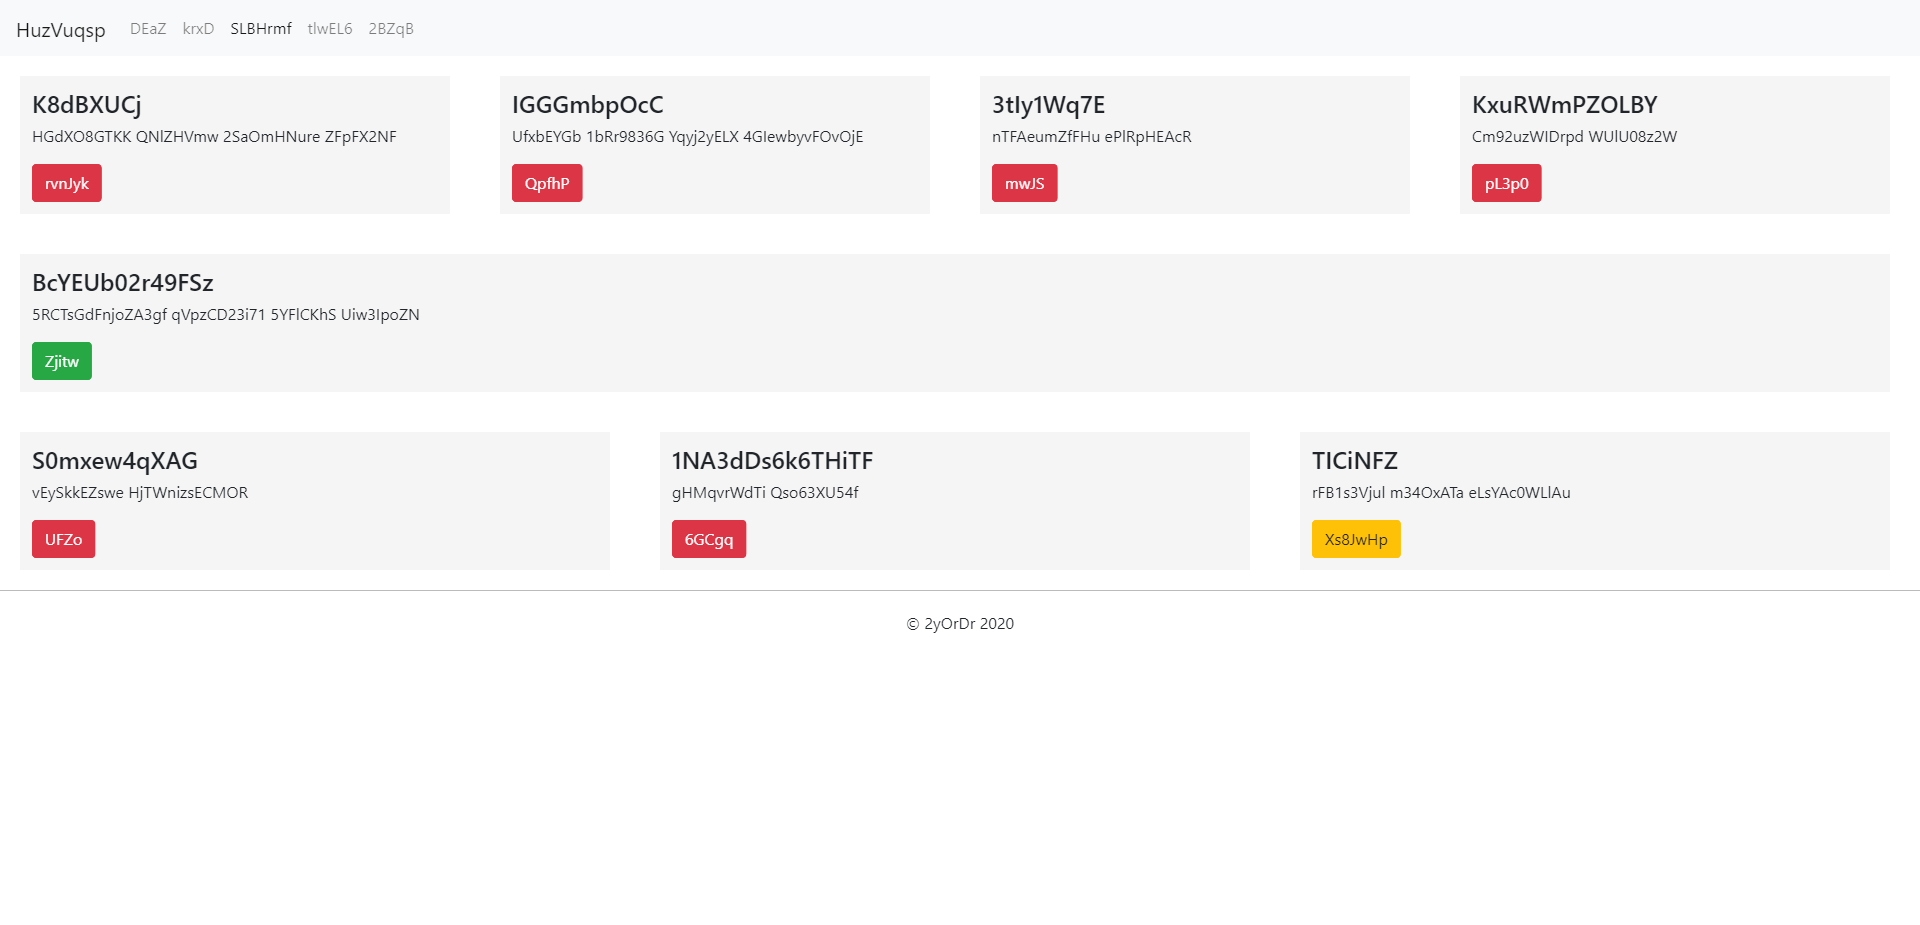 HuzVuqsp DEaZ krxD SLBHrmf tlwEL6 2BZqB
K8dBXUCj
HGdXO8GTKK QNlZHVmw 2SaOmHNure ZFpFX2NF
rvnJyk
IGGGmbpOcC
UfxbEYGb 1bRr9836G Yqyj2yELX 4GIewbyvFOvOjE
QpfhP
3tIy1Wq7E
nTFAeumZfFHu ePlRpHEAcR
mwJS
KxuRWmPZOLBY
Cm92uzWIDrpd WUlU08z2W
pL3p0
BcYEUb02r49FSz
5RCTsGdFnjoZA3gf qVpzCD23i71 5YFlCKhS Uiw3IpoZN
Zjitw
S0mxew4qXAG
vEySkkEZswe HjTWnizsECMOR
UFZo
1NA3dDs6k6THiTF
gHMqvrWdTi Qso63XU54f
6GCgq
TICiNFZ
rFB1s3Vjul m34OxATa eLsYAc0WLlAu
Xs8JwHp
© 2yOrDr 2020